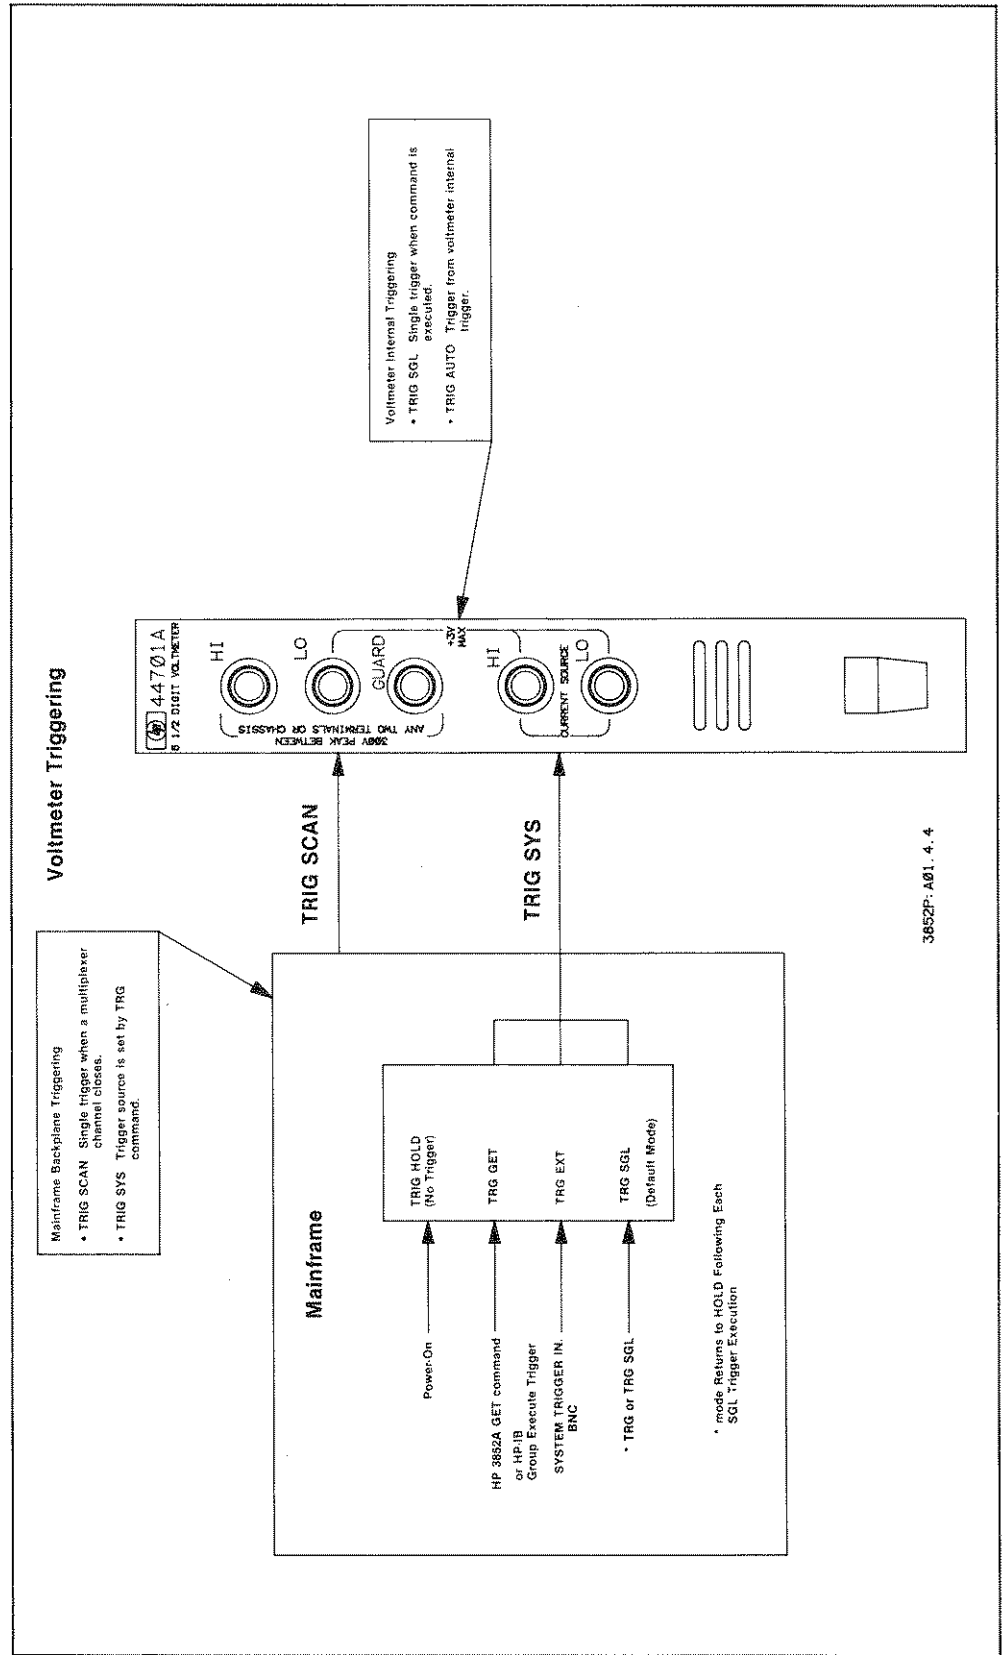 Voltmeter Triggering
Mainframe Backplane Triggering
• TRIG SCAN Single trigger when a multiplexer
channel closes.
• TRIG SYS Trigger source is set by TRG
command.
Mainframe
Power-On
HP 3852A GET command
or HP-IB
Group Execute Trigger
SYSTEM TRIGGER IN.
BNC
* TRG or TRG SGL
TRIG HOLD
(No Trigger)
TRG GET
TRG EXT
TRG SGL
(Default Mode)
* mode Returns to HOLD Following Each
SGL Trigger Execution
TRIG SCAN
TRIG SYS
hp 44701A
5 1/2 DIGIT VOLTMETER
HI
LO
GUARD
300V PEAK BETWEEN
ANY TWO TERMINALS OR CHASSIS
±3V
MAX
HI
LO
CURRENT SOURCE
Voltmeter Internal Triggering
• TRIG SGL Single trigger when command is
executed.
• TRIG AUTO Trigger from voltmeter internal
trigger.
3852P: A01.4.4